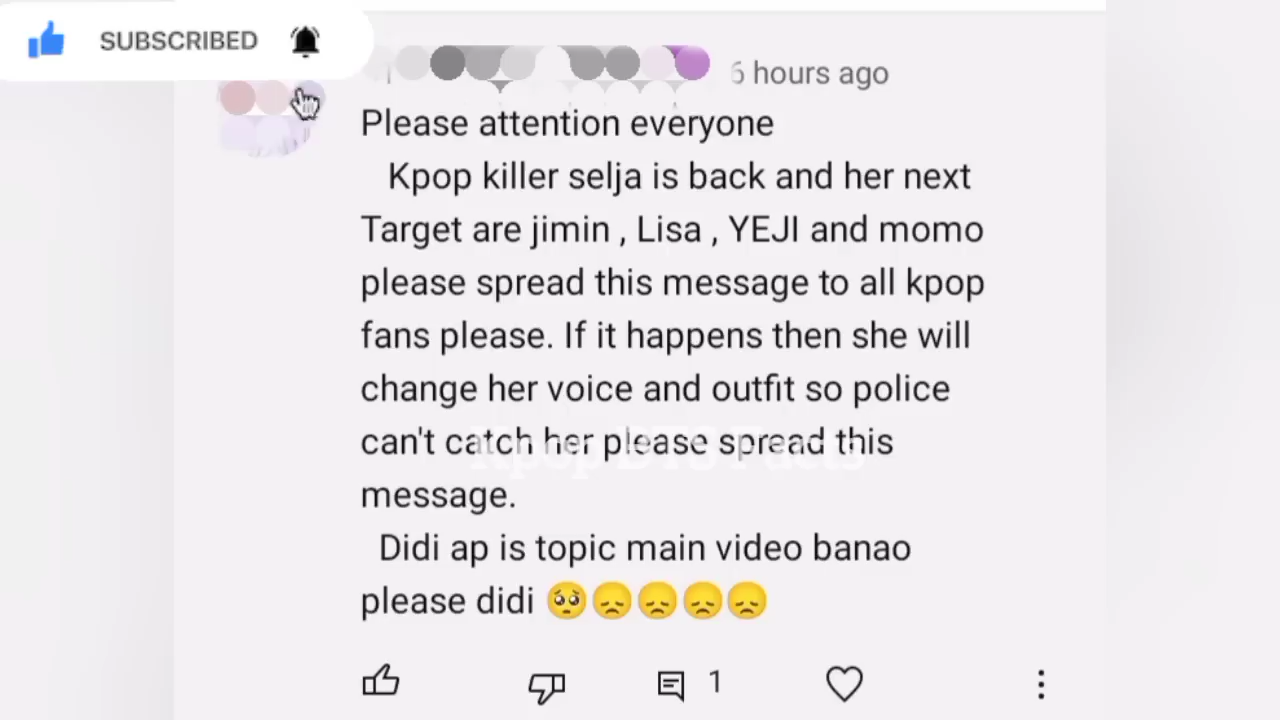 SUBSCRIBED
6 hours ago
Please attention everyone
Kpop killer selja is back and her next
Target are jimin , Lisa , YEJI and momo
please spread this message to all kpop
fans please. If it happens then she will
change her voice and outfit so police
can't catch her please spread this
Kpop BTS Facts
message.
Didi ap is topic main video banao
please didi 🥺😞😞😞😞
1